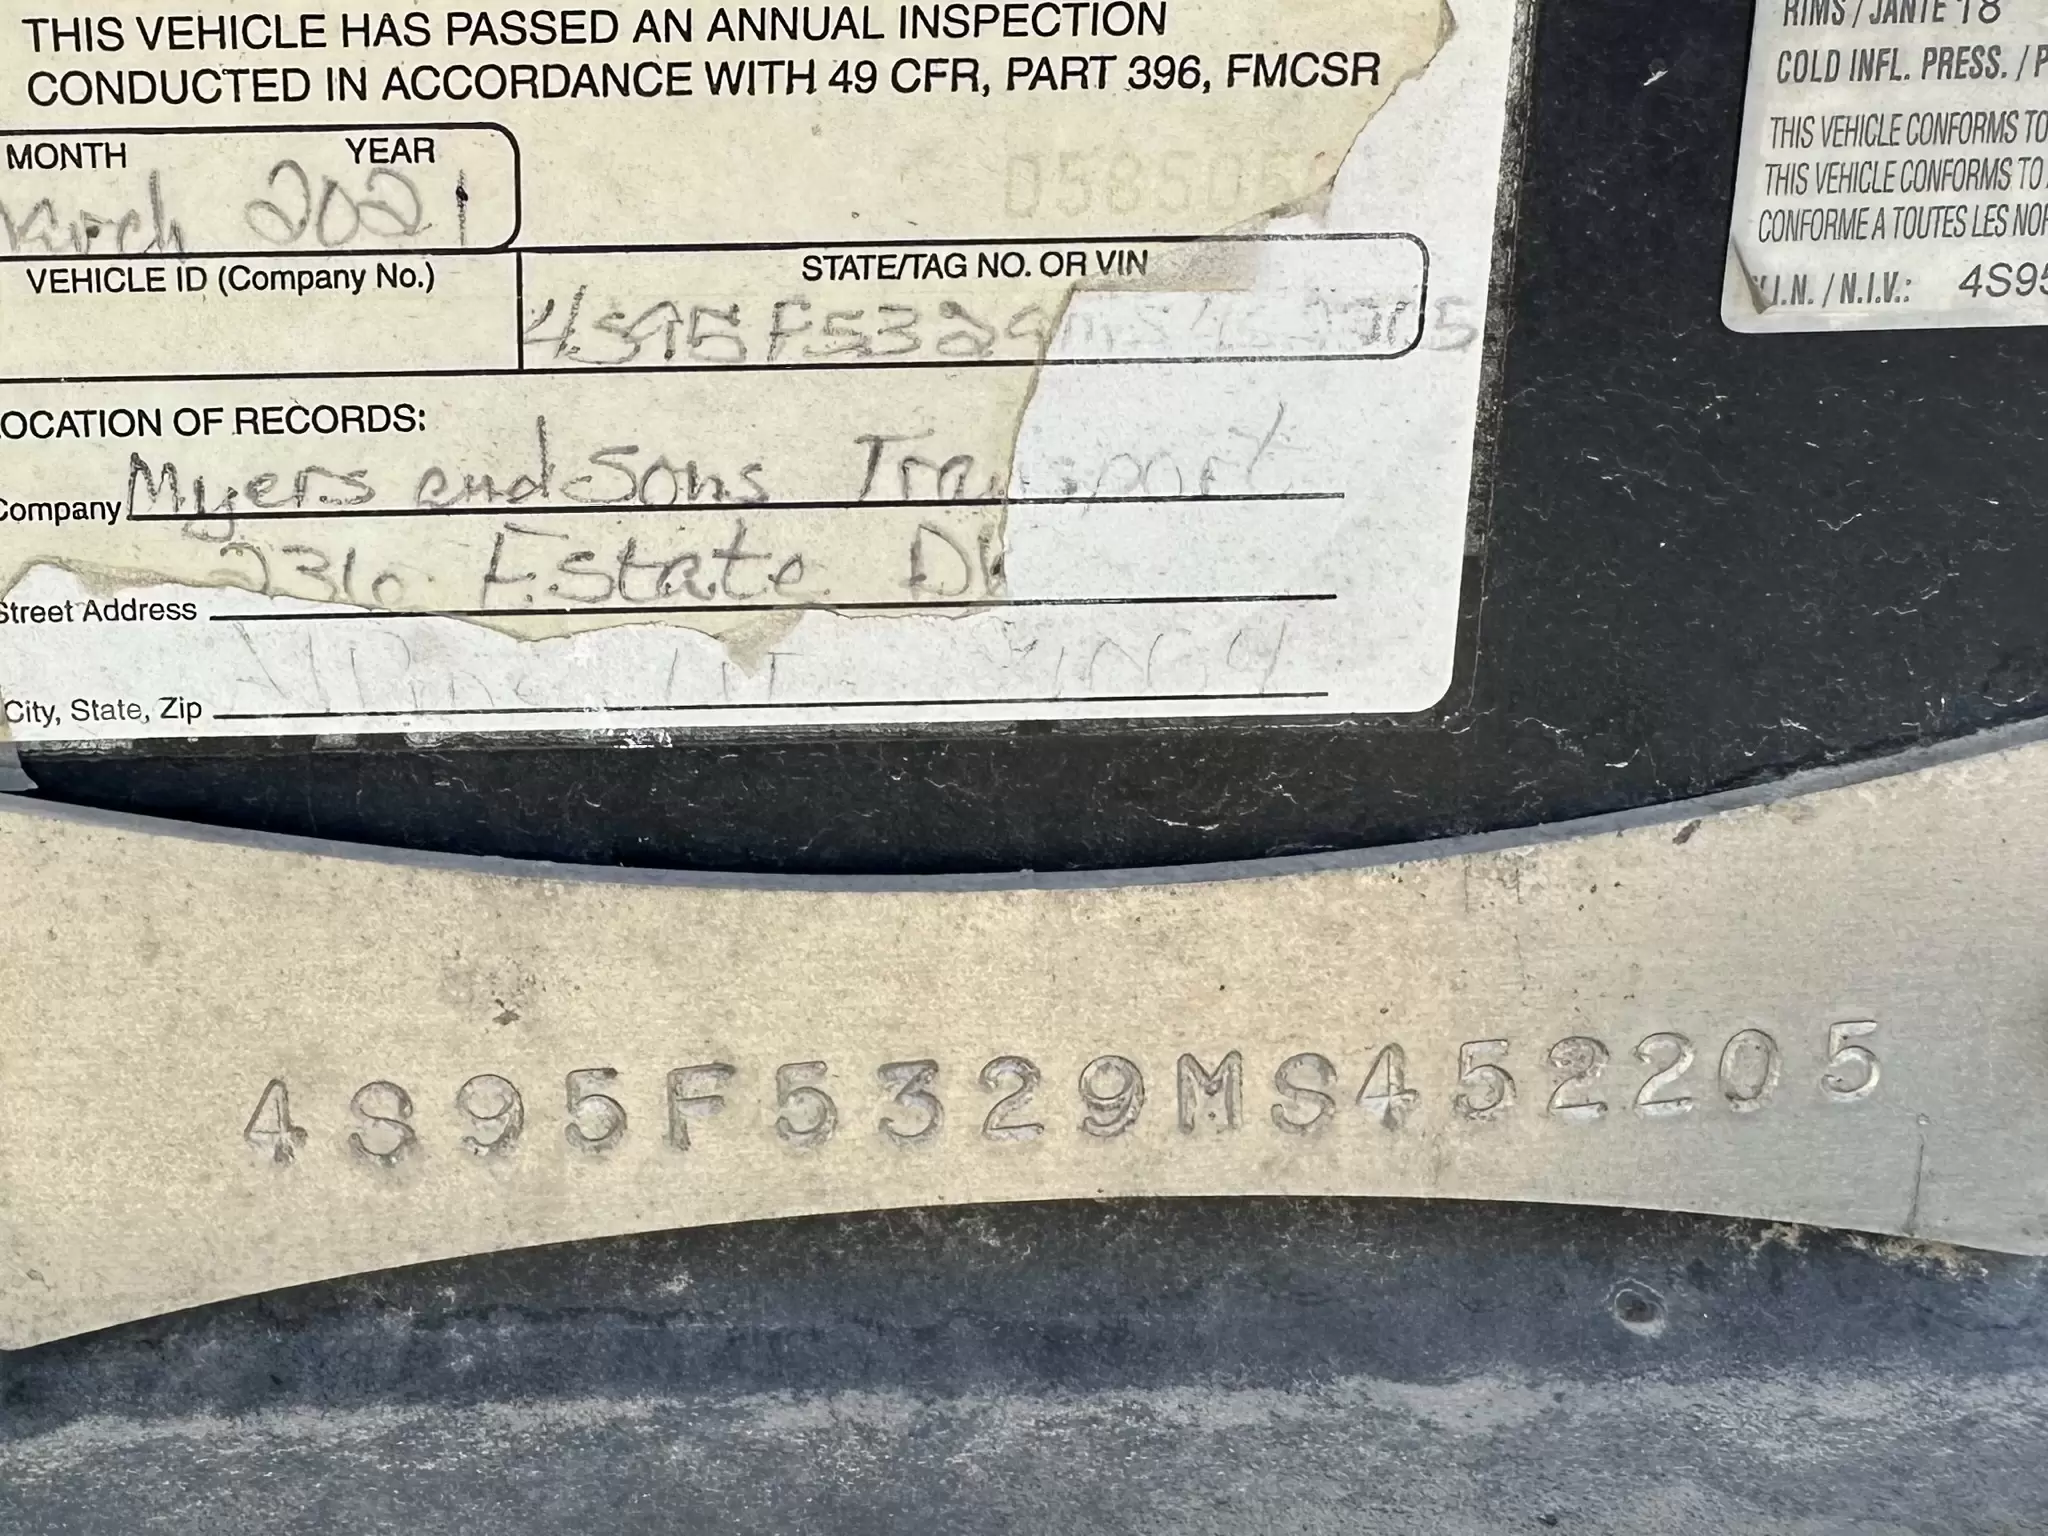 THIS VEHICLE HAS PASSED AN ANNUAL INSPECTION
CONDUCTED IN ACCORDANCE WITH 49 CFR, PART 396, FMCSR
MONTH YEAR
2021
VEHICLE ID (Company No.)
STATE/TAG NO. OR VIN
4S95F5329MS452205
LOCATION OF RECORDS:
Company Myers and Sons Transport
Street Address Estate
City, State, Zip
RIMS / JANTE 18
COLD INFL. PRESS. / P
THIS VEHICLE CONFORMS TO
THIS VEHICLE CONFORMS TO
CONFORME A TOUTES LES NOR
V.I.N. / N.I.V.: 4S95
4S95F5329MS452205